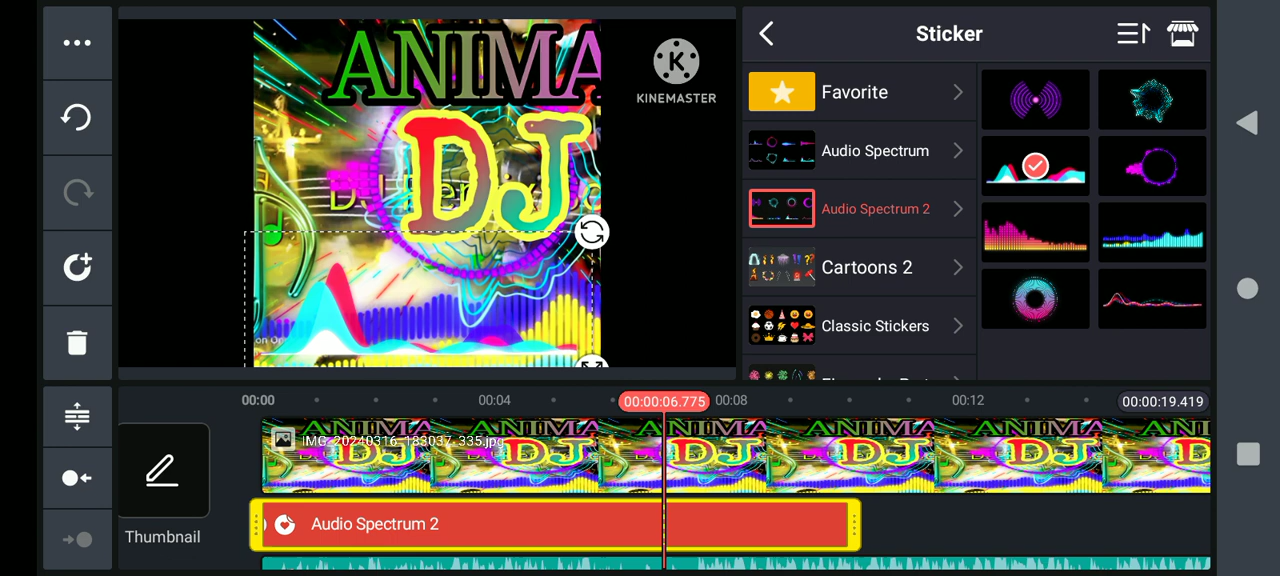 Sticker
ANIMA
DJ
KINEMASTER
Favorite
Audio Spectrum
Audio Spectrum 2
Cartoons 2
Classic Stickers
00:00
00:04
00:00:06.775
00:08
00:12
00:00:19.419
IMG_20240316_183037_335.jpg
Audio Spectrum 2
Thumbnail